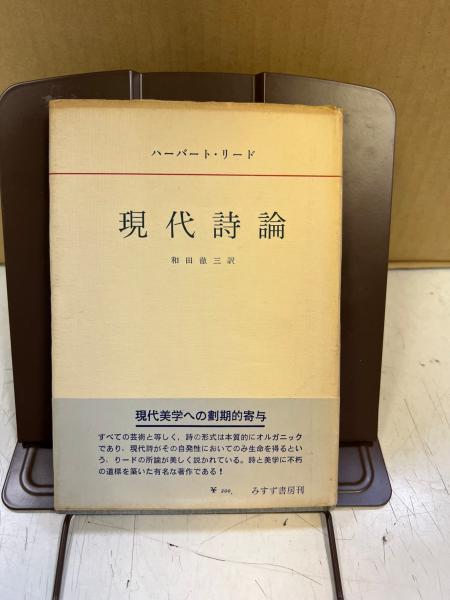 ハーバート・リード
現代詩論
和田徹三訳
現代美学への劃期的寄与
すべての芸術と等しく，詩の形式は本質的にオルガニック
であり，現代詩がその自発性においてのみ生命を得るとい
う，リードの所論が美しく説かれている。詩と美学に不朽
の道標を築いた有名な著作である！
¥ 200. みすず書房刊